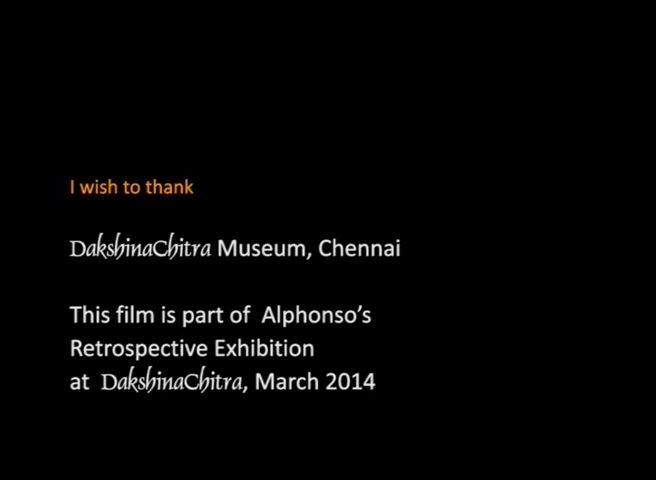 I wish to thank
DakshinaChitra Museum, Chennai
This film is part of Alphonso's
Retrospective Exhibition
at DakshinaChitra, March 2014